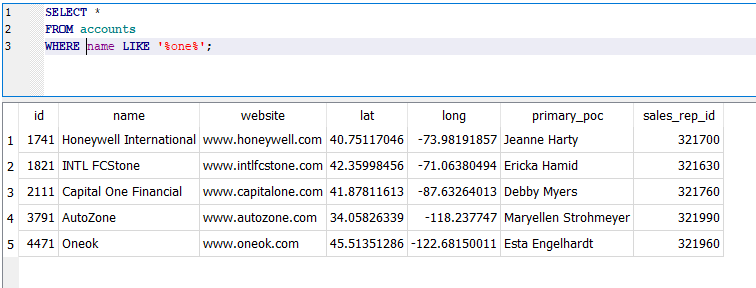 1 SELECT *
2 FROM accounts
3 WHERE name LIKE '%one%';
id name website lat long primary_poc sales_rep_id
1 1741 Honeywell International www.honeywell.com 40.75117046 -73.98191857 Jeanne Harty 321700
2 1821 INTL FCStone www.intlfcstone.com 42.35998456 -71.06380494 Ericka Hamid 321630
3 2111 Capital One Financial www.capitalone.com 41.87811613 -87.63264013 Debby Myers 321760
4 3791 AutoZone www.autozone.com 34.05826339 -118.237747 Maryellen Strohmeyer 321990
5 4471 Oneok www.oneok.com 45.51351286 -122.68150011 Esta Engelhardt 321960